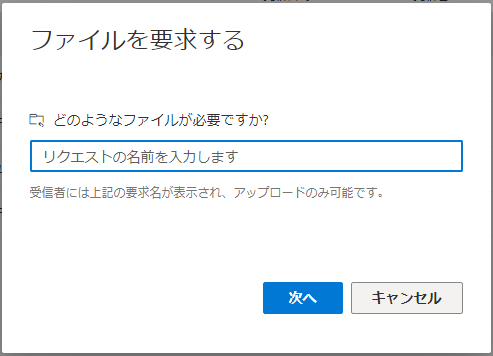 ファイルを要求する
どのようなファイルが必要ですか?
リクエストの名前を入力します
受信者には上記の要求名が表示され、アップロードのみ可能です。
次へ キャンセル